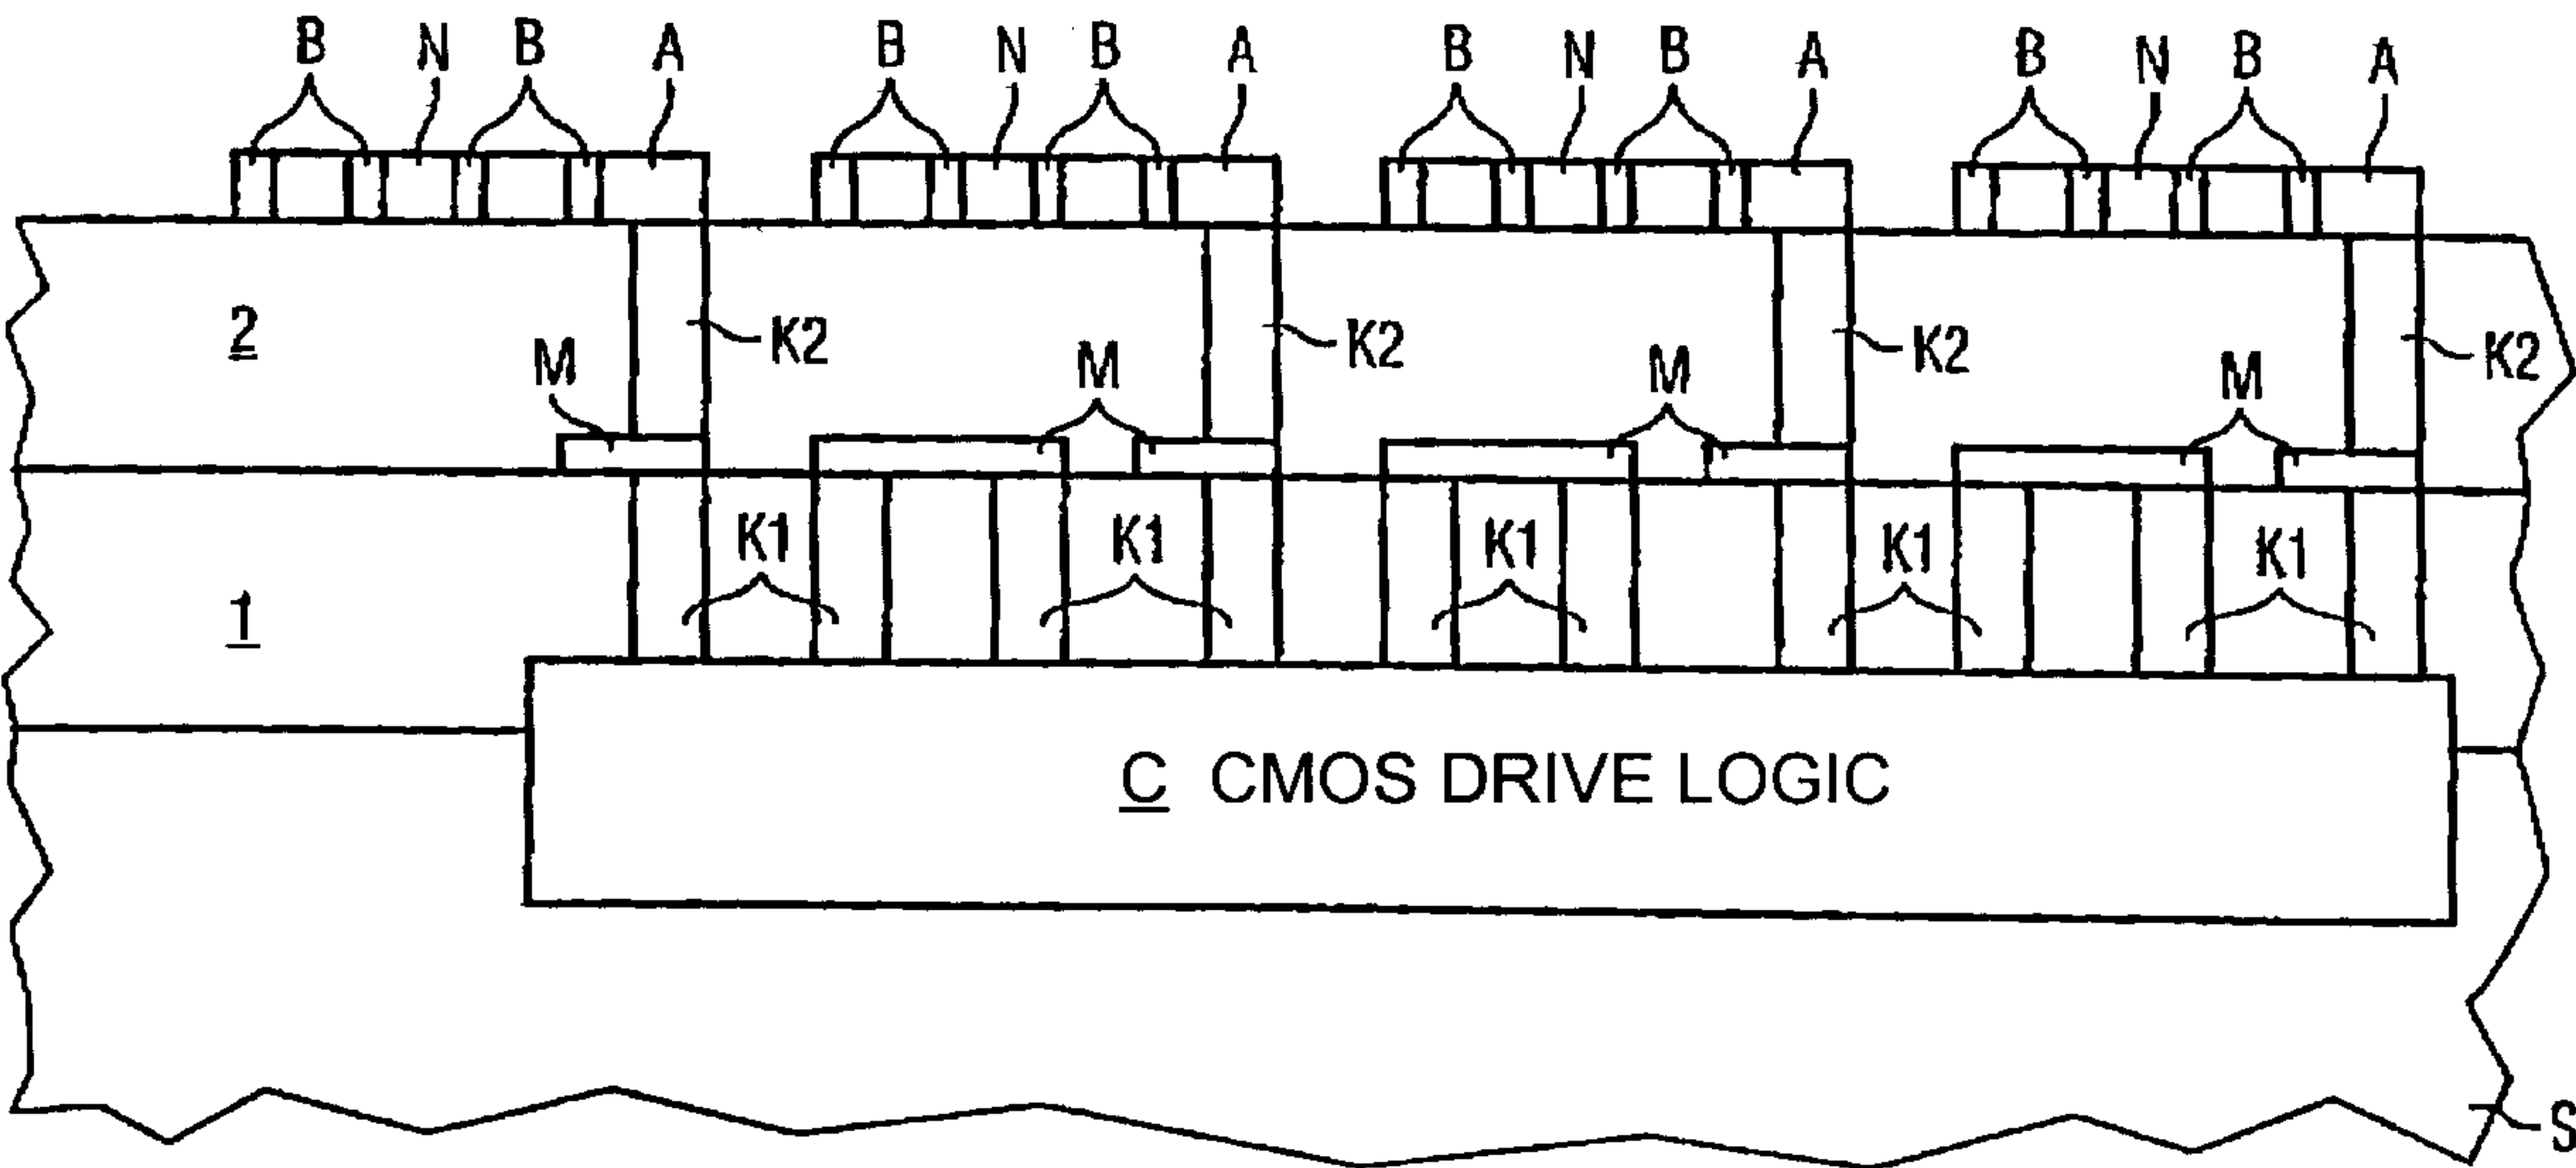 B N B A B N B A B N B A B N B A
2 M K2 M K2 M K2 M K2
1 K1 K1 K1 K1 K1
C CMOS DRIVE LOGIC
S